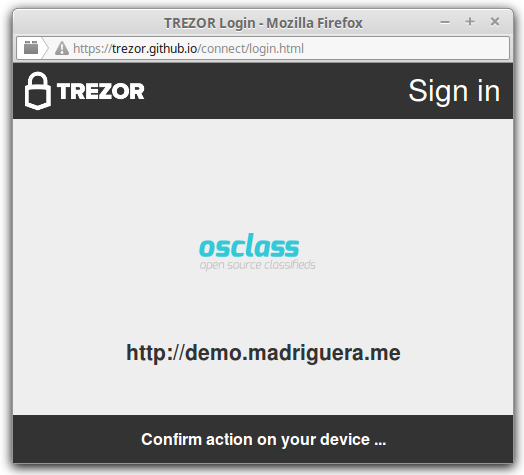 TREZOR Login - Mozilla Firefox
https://trezor.github.io/connect/login.html
TREZOR
Sign in
osclass
open source classifieds
http://demo.madriguera.me
Confirm action on your device ...